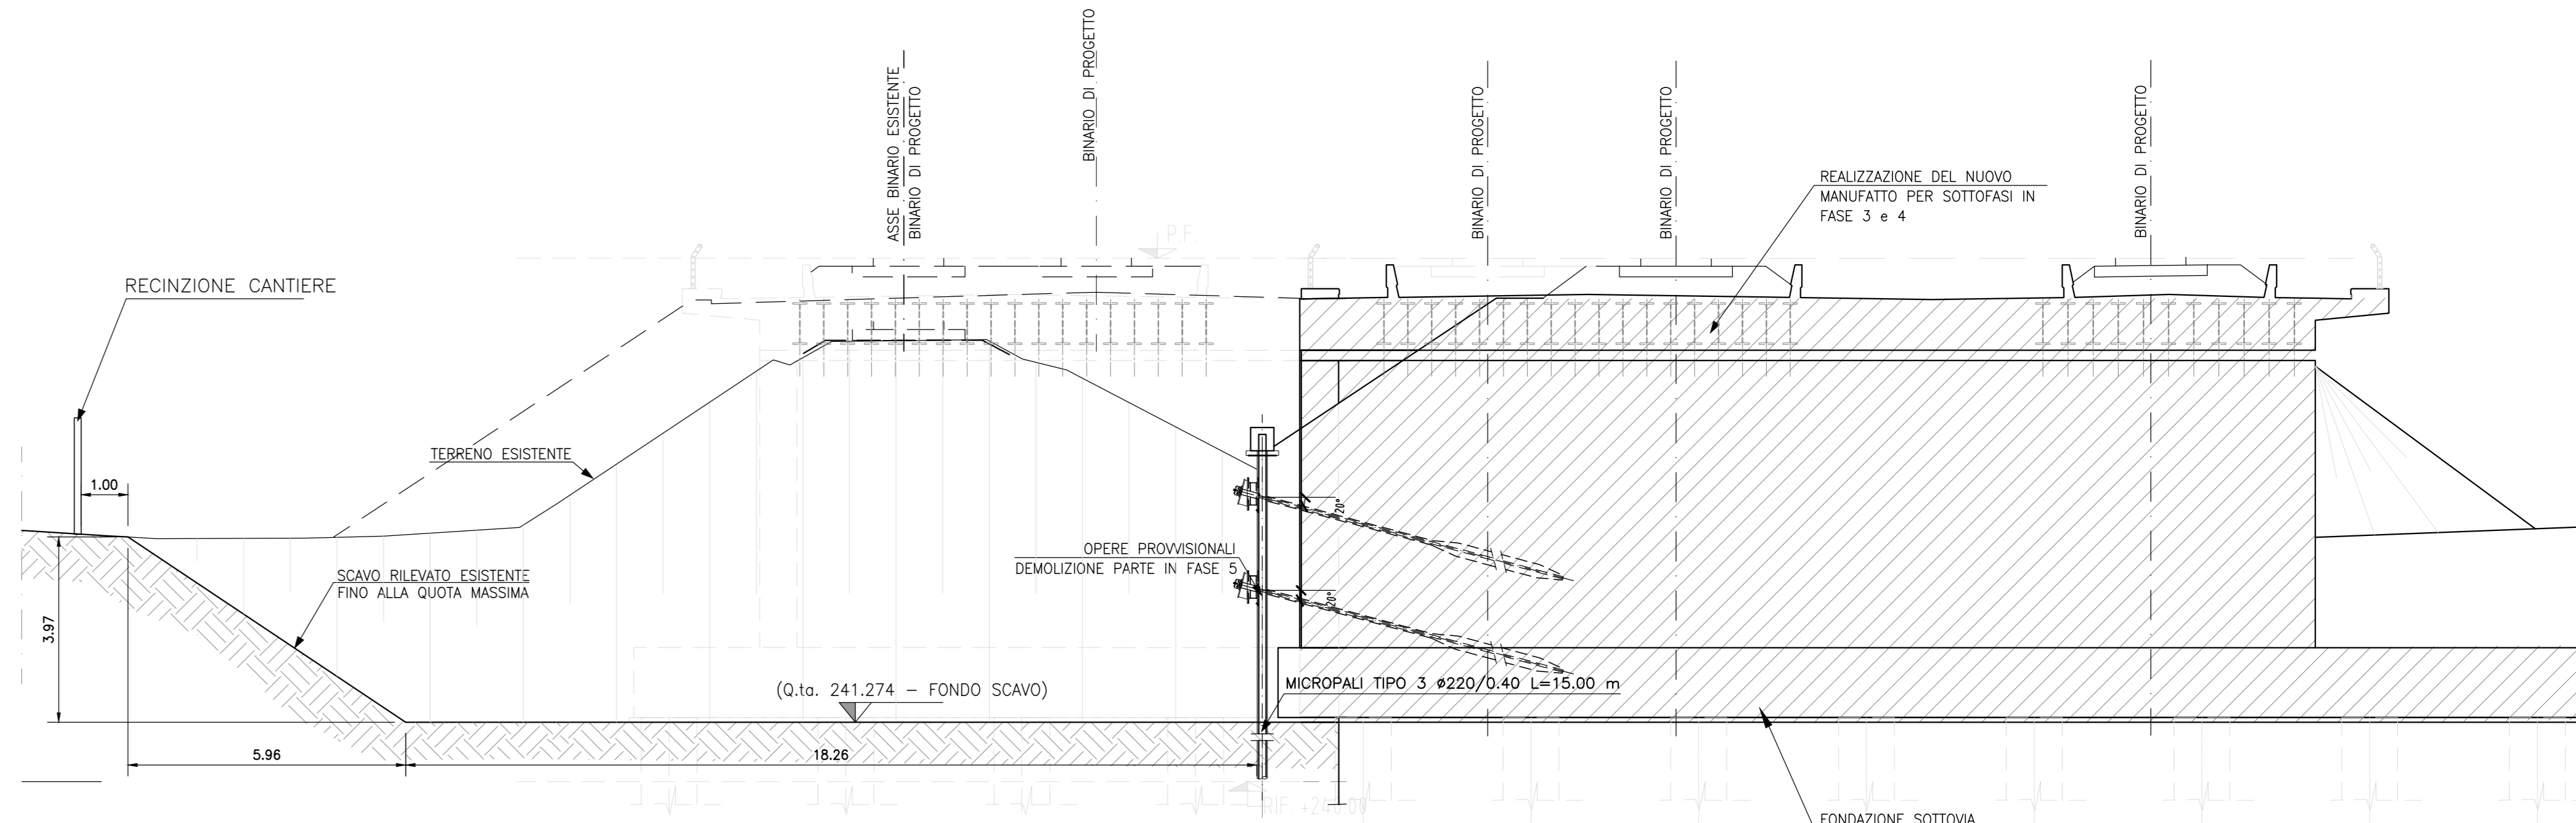 ASSE BINARIO ESISTENTE
BINARIO DI PROGETTO
BINARIO DI PROGETTO
BINARIO DI PROGETTO
BINARIO DI PROGETTO
BINARIO DI PROGETTO
REALIZZAZIONE DEL NUOVO
MANUFATTO PER SOTTOFASI IN
FASE 3 e 4
P.F.
RECINZIONE CANTIERE
TERRENO ESISTENTE
1.00
20°
OPERE PROVVISIONALI
DEMOLIZIONE PARTE IN FASE 5
SCAVO RILEVATO ESISTENTE
FINO ALLA QUOTA MASSIMA
20°
3.97
(Q.ta. 241.274 – FONDO SCAVO)
MICROPALI TIPO 3 ø220/0.40 L=15.00 m
5.96
18.26
RIF. +240.00
FONDAZIONE SOTTOVIA